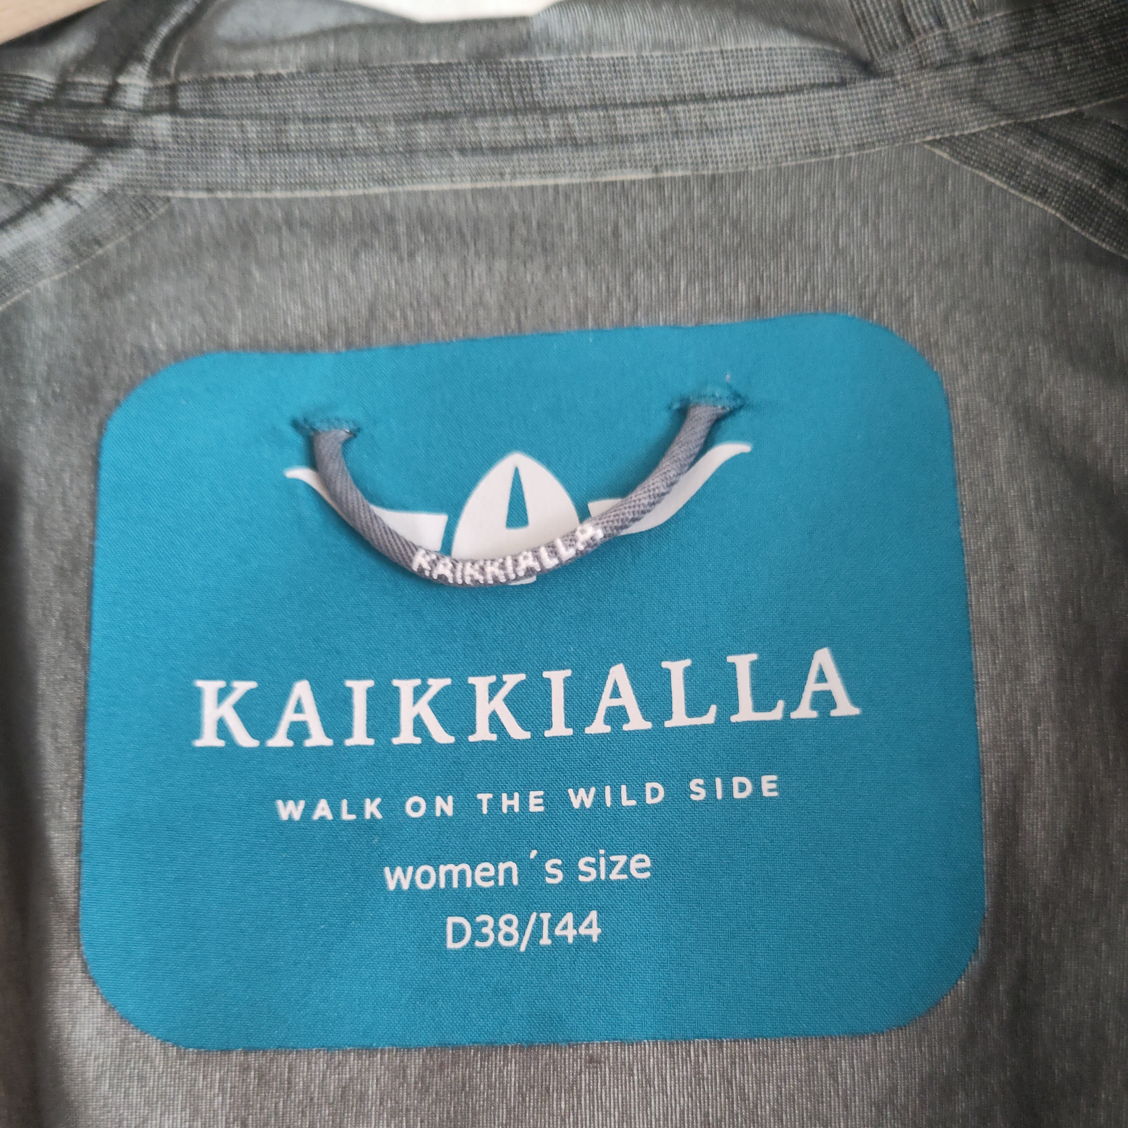 KAIKKIALLA
KAIKKIALLA
WALK ON THE WILD SIDE
women´s size
D38/I44